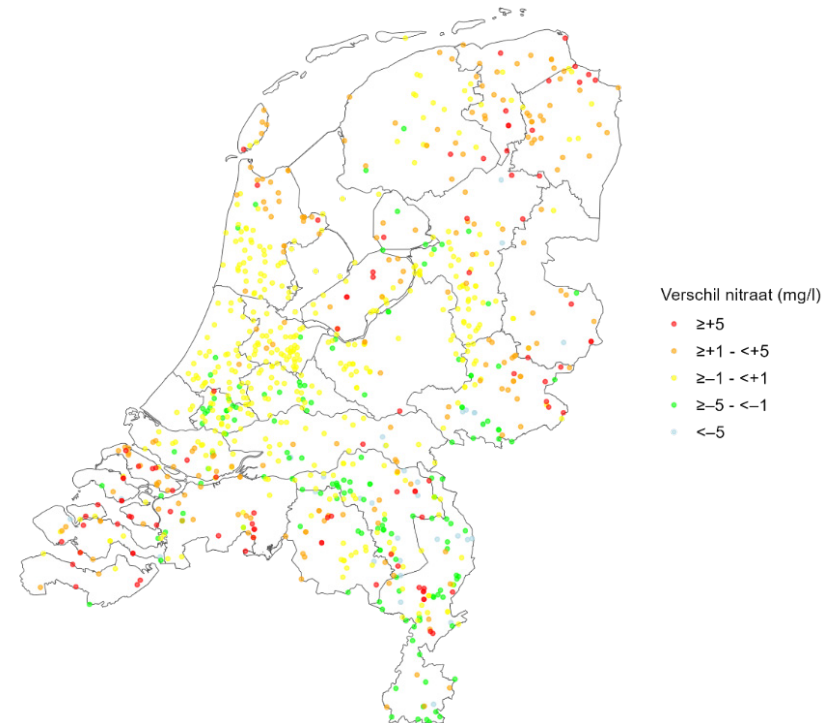 Verschil nitraat (mg/l)
≥+5
≥+1 - <+5
≥–1 - <+1
≥–5 - <–1
<–5